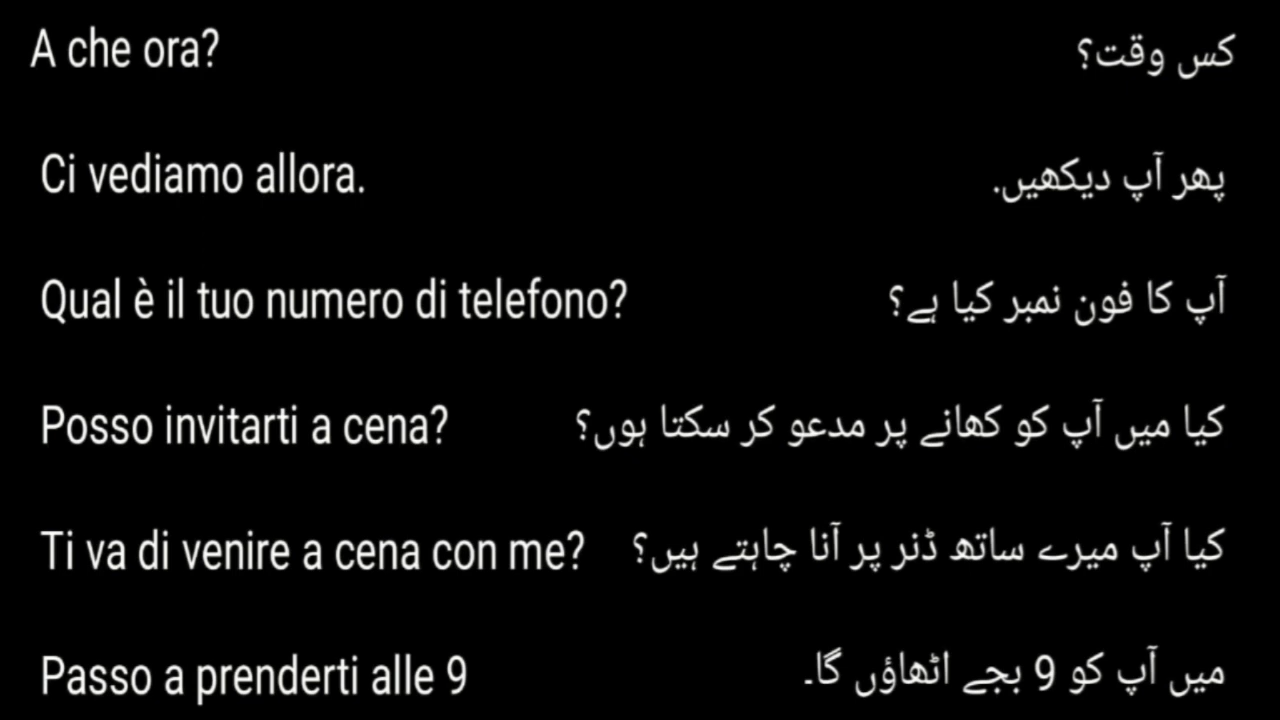 A che ora? کس وقت؟
Ci vediamo allora. پھر آپ دیکھیں.
Qual è il tuo numero di telefono? آپ کا فون نمبر کیا ہے؟
Posso invitarti a cena? کیا میں آپ کو کھانے پر مدعو کر سکتا ہوں؟
Ti va di venire a cena con me? کیا آپ میرے ساتھ ڈنر پر آنا چاہتے ہیں؟
Passo a prenderti alle 9 میں آپ کو 9 بجے اٹھاؤں گا۔